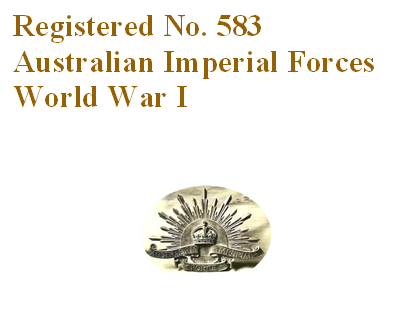 Registered No. 583
Australian Imperial Forces
World War I